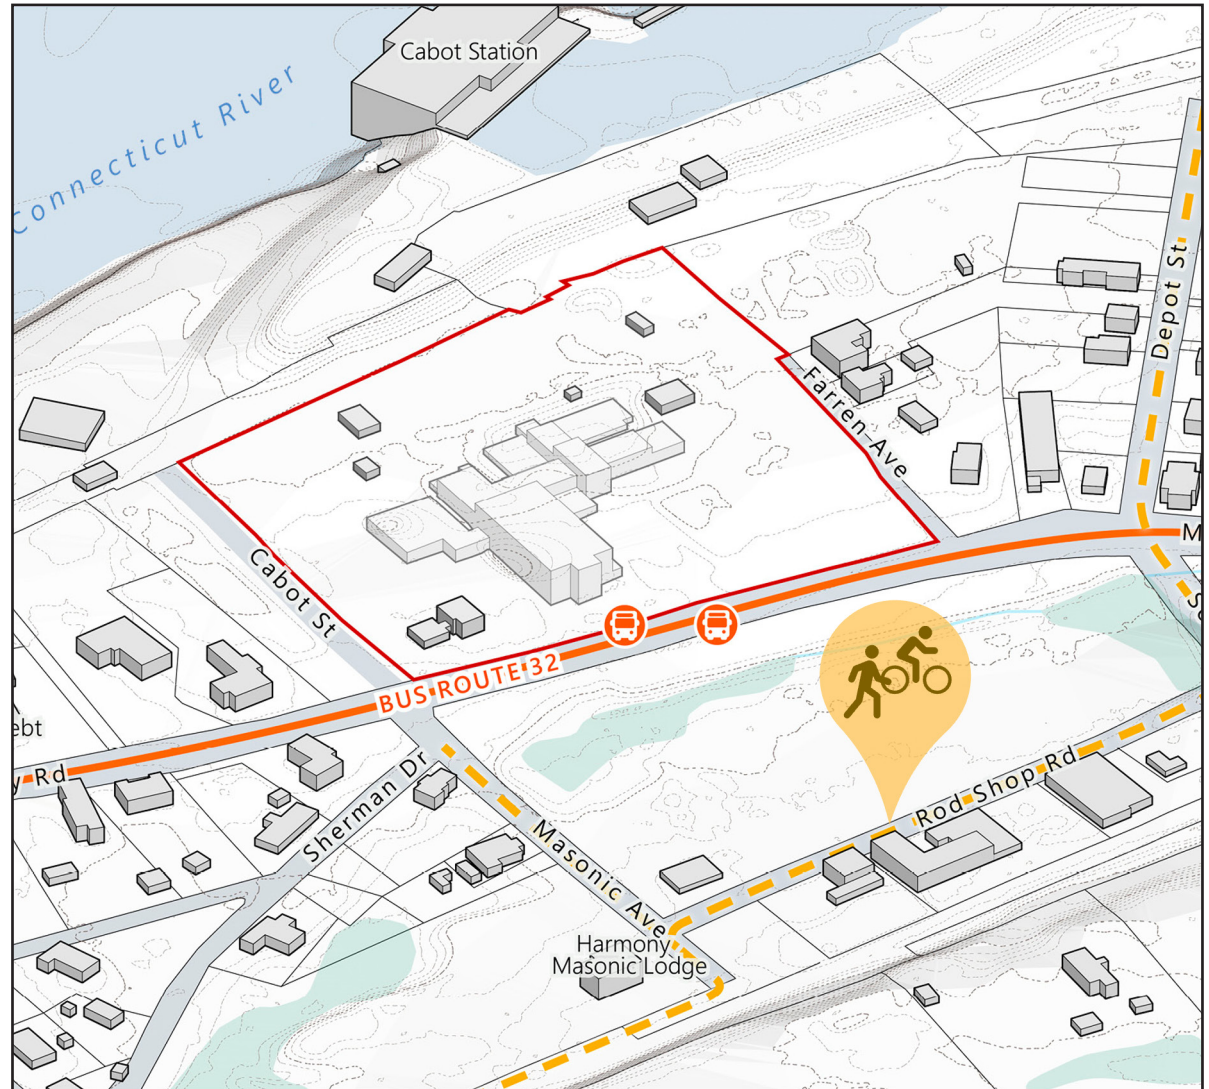 Cabot Station
Connecticut River
Depot St
Farren Ave
Cabot St
M
BUS ROUTE 32
ebt
y Rd
Sherman Dr
Rod Shop Rd
Masonic Ave
Harmony
Masonic Lodge